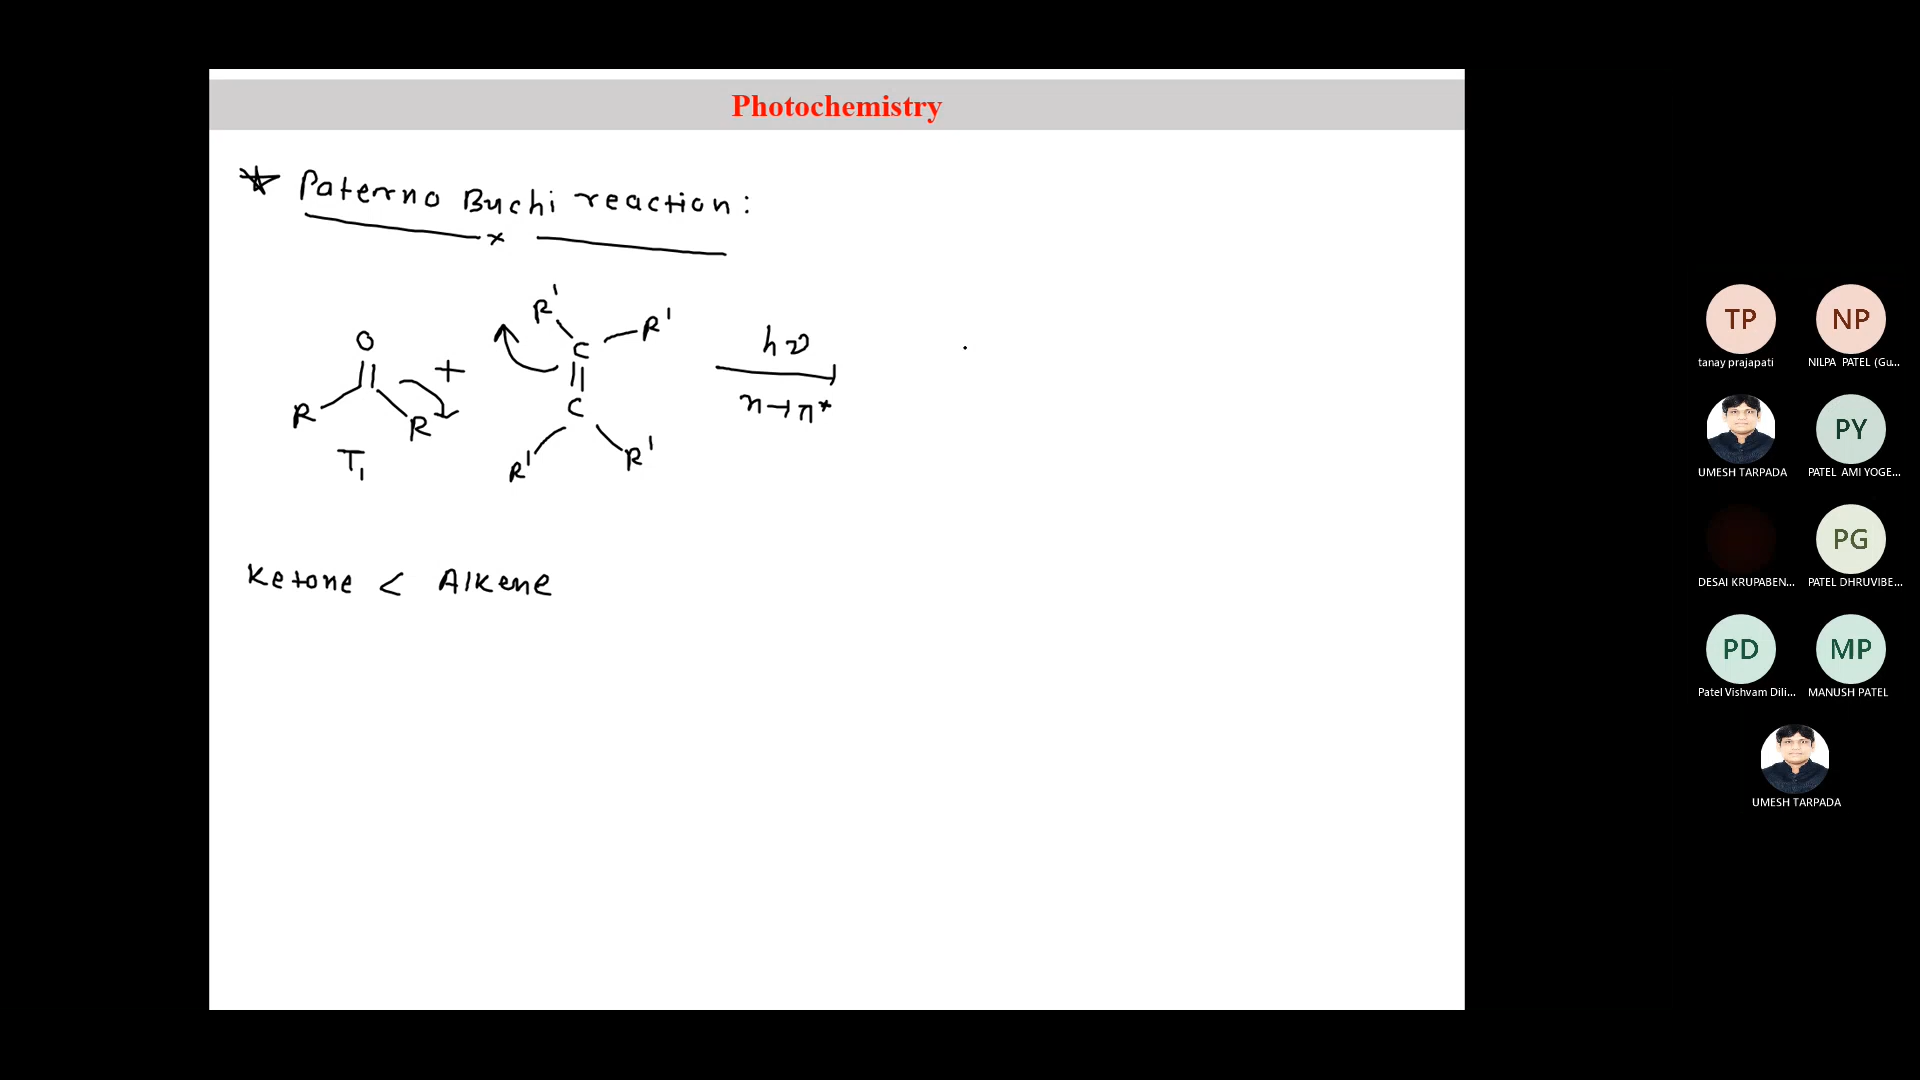 Photochemistry
Paterno Buchi reaction:
x
R'
R'
O
+
C
hν
R
R
C
n→π*
T1
R'
R'
Ketone < Alkene
TP
NP
tanay prajapati
NILPA PATEL (Gu...
PY
UMESH TARPADA
PATEL AMI YOGE...
PG
DESAI KRUPABEN...
PATEL DHRUVIBE...
PD
MP
Patel Vishvam Dili...
MANUSH PATEL
UMESH TARPADA